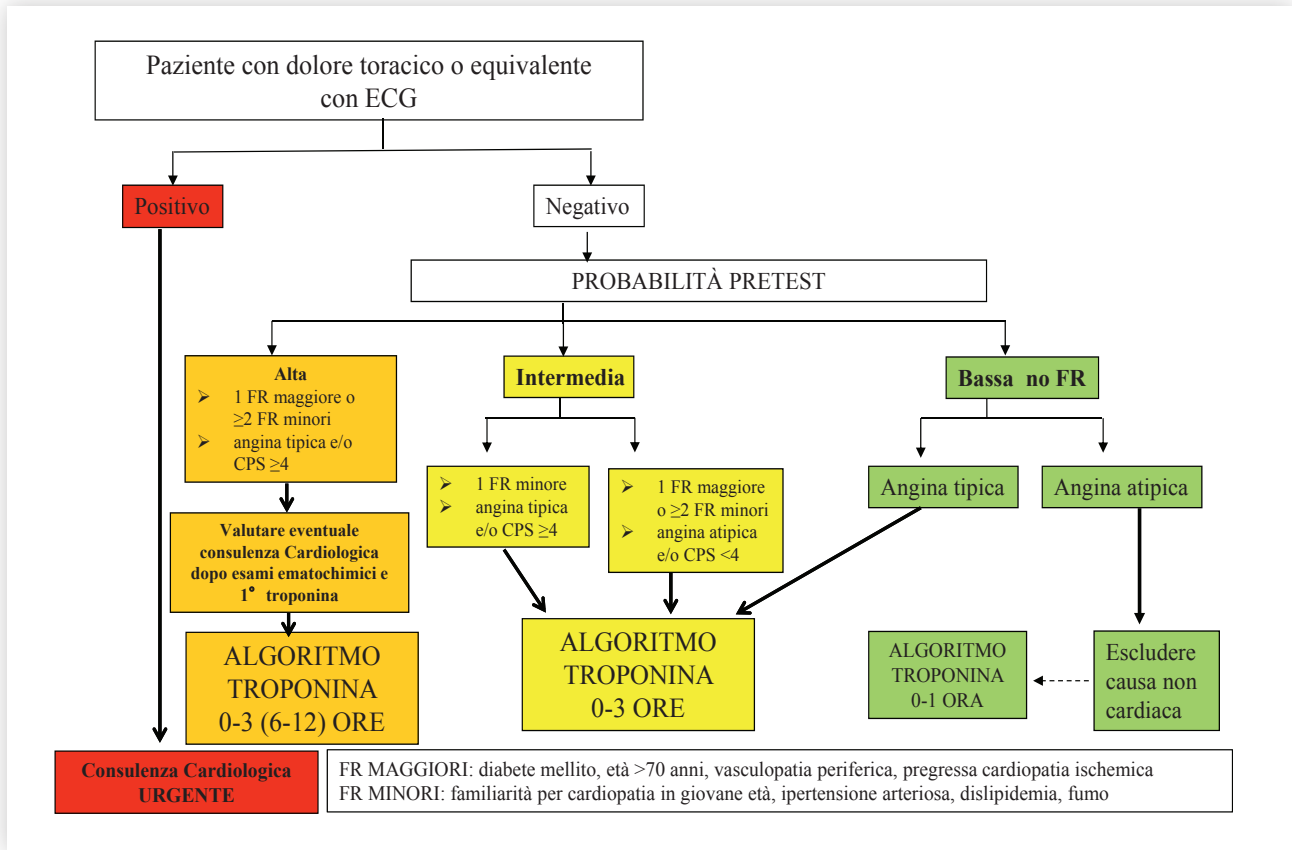 Paziente con dolore toracico o equivalente
con ECG
Positivo
Negativo
PROBABILITÀ PRETEST
Alta
➢ 1 FR maggiore o
≥2 FR minori
➢ angina tipica e/o
CPS ≥4
Intermedia
Bassa no FR
➢ 1 FR minore
➢ angina tipica
e/o CPS ≥4
➢ 1 FR maggiore
o ≥2 FR minori
➢ angina atipica
e/o CPS <4
Angina tipica
Angina atipica
Valutare eventuale
consulenza Cardiologica
dopo esami ematochimici e
1° troponina
ALGORITMO
TROPONINA
0-3 (6-12) ORE
ALGORITMO
TROPONINA
0-3 ORE
ALGORITMO
TROPONINA
0-1 ORA
Escludere
causa non
cardiaca
Consulenza Cardiologica
URGENTE
FR MAGGIORI: diabete mellito, età >70 anni, vasculopatia periferica, pregressa cardiopatia ischemica
FR MINORI: familiarità per cardiopatia in giovane età, ipertensione arteriosa, dislipidemia, fumo